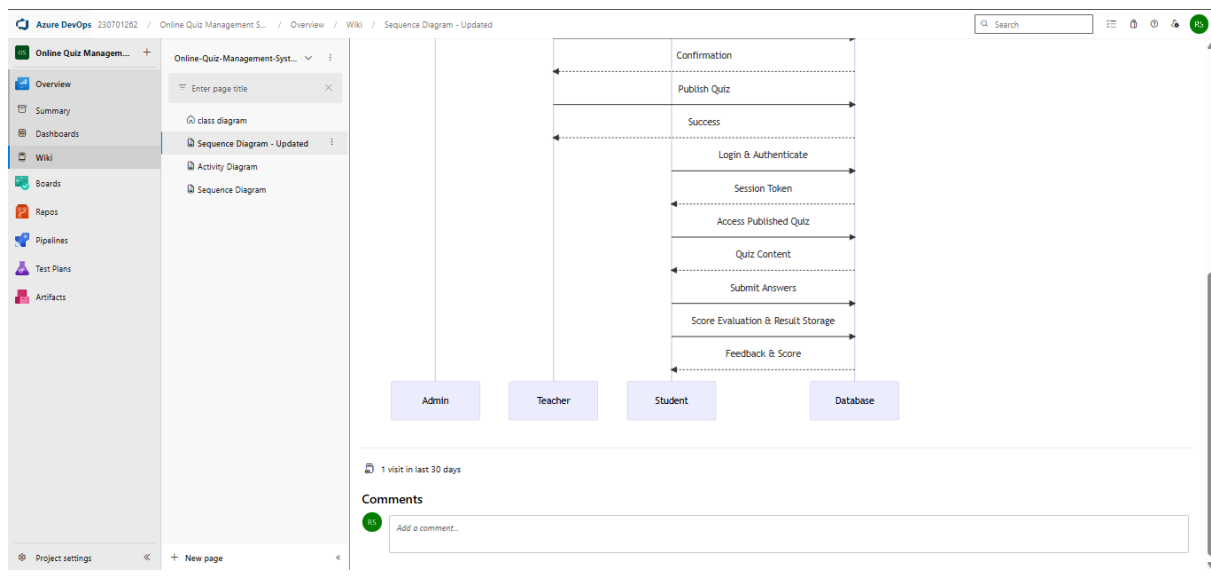 Azure DevOps 230701262 / Online Quiz Management S... / Overview / Wiki / Sequence Diagram - Updated
Search
RS
OS Online Quiz Managem... +
Overview
Summary
Dashboards
Wiki
Boards
Repos
Pipelines
Test Plans
Artifacts
Project settings
Online-Quiz-Management-Syst...
Enter page title
class diagram
Sequence Diagram - Updated
Activity Diagram
Sequence Diagram
+ New page
Confirmation
Publish Quiz
Success
Login & Authenticate
Session Token
Access Published Quiz
Quiz Content
Submit Answers
Score Evaluation & Result Storage
Feedback & Score
Admin Teacher Student Database
1 visit in last 30 days
Comments
RS
Add a comment...